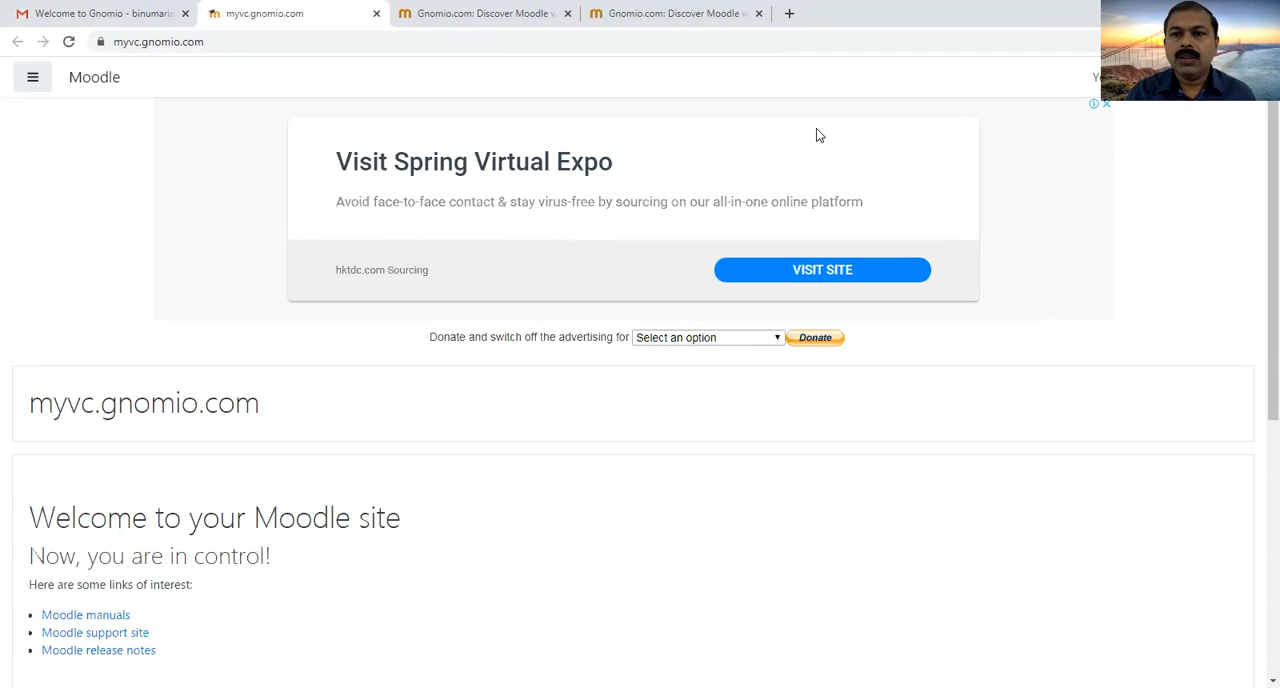 Welcome to Gnomio - binumaria
myvc.gnomio.com
Gnomio.com: Discover Moodle w
Gnomio.com: Discover Moodle w
myvc.gnomio.com
Moodle
Visit Spring Virtual Expo
Avoid face-to-face contact & stay virus-free by sourcing on our all-in-one online platform
hktdc.com Sourcing
VISIT SITE
Donate and switch off the advertising for Select an option Donate
myvc.gnomio.com
Welcome to your Moodle site
Now, you are in control!
Here are some links of interest:
Moodle manuals
Moodle support site
Moodle release notes